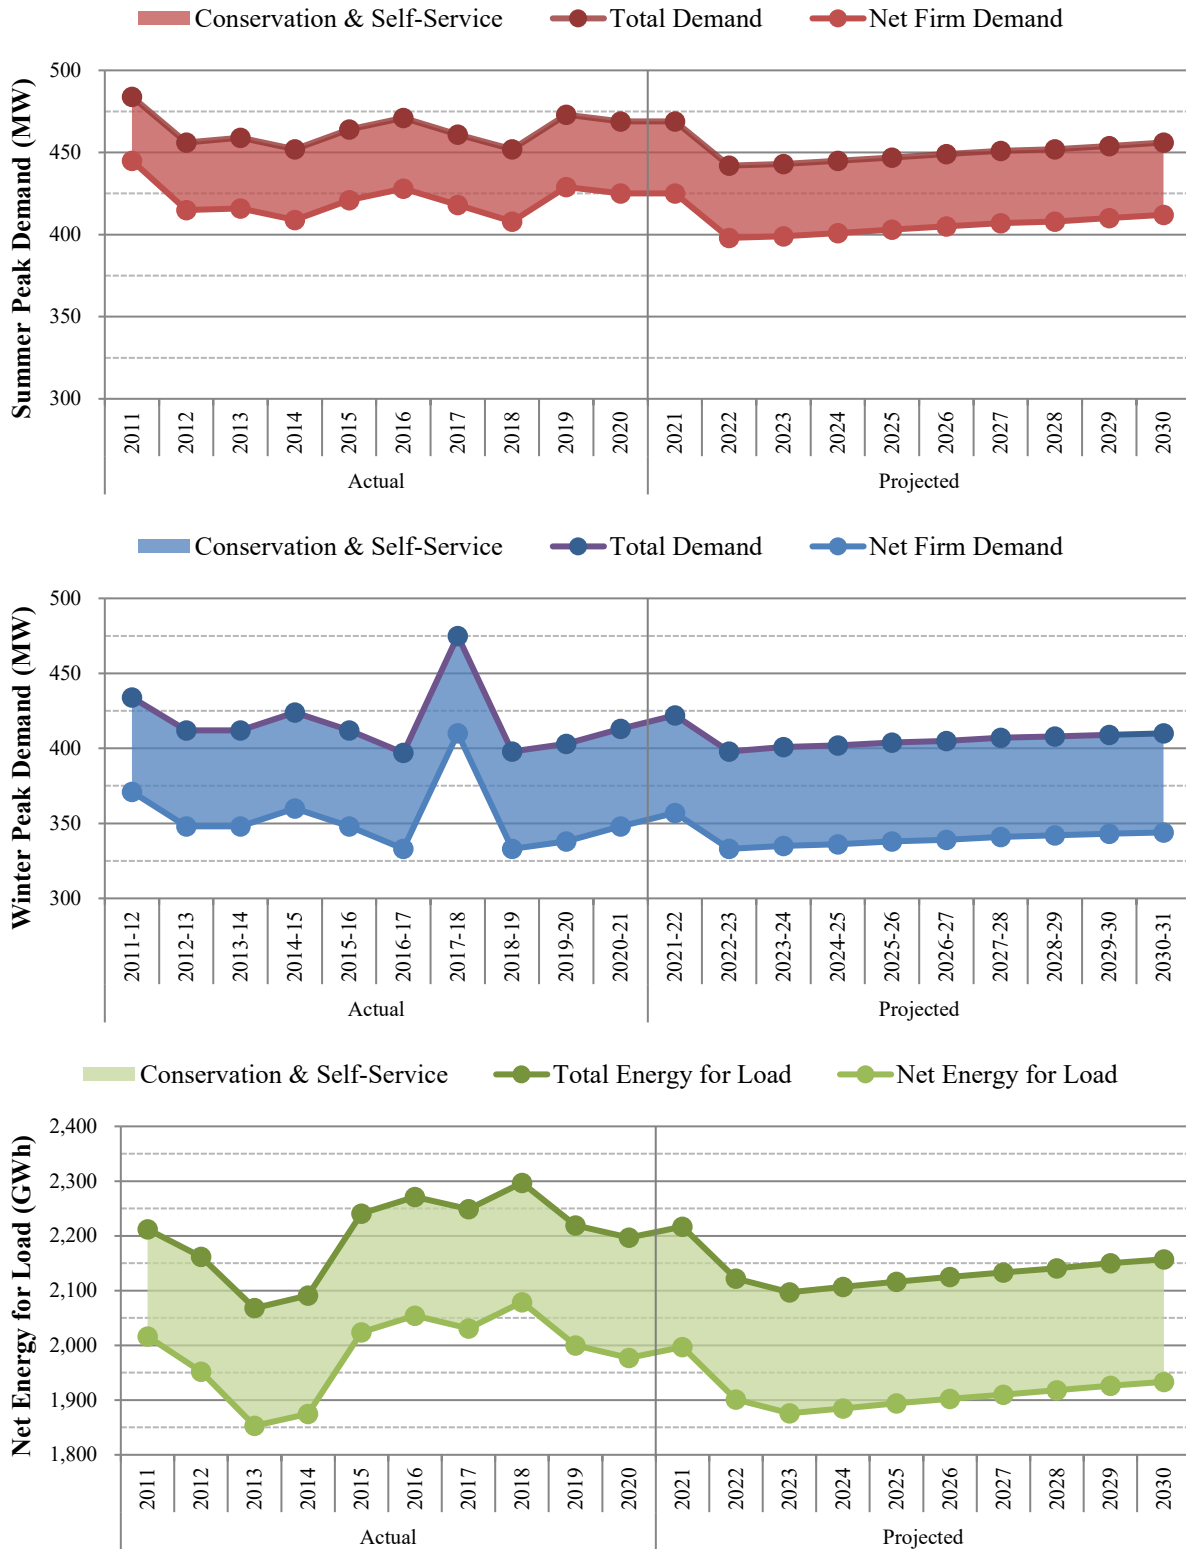 Conservation & Self-Service Total Demand Net Firm Demand
Summer Peak Demand (MW)
500
450
400
350
300
2011 2012 2013 2014 2015 2016 2017 2018 2019 2020 2021 2022 2023 2024 2025 2026 2027 2028 2029 2030
Actual Projected
Conservation & Self-Service Total Demand Net Firm Demand
Winter Peak Demand (MW)
500
450
400
350
300
2011-12 2012-13 2013-14 2014-15 2015-16 2016-17 2017-18 2018-19 2019-20 2020-21 2021-22 2022-23 2023-24 2024-25 2025-26 2026-27 2027-28 2028-29 2029-30 2030-31
Actual Projected
Conservation & Self-Service Total Energy for Load Net Energy for Load
Net Energy for Load (GWh)
2,400
2,300
2,200
2,100
2,000
1,900
1,800
2011 2012 2013 2014 2015 2016 2017 2018 2019 2020 2021 2022 2023 2024 2025 2026 2027 2028 2029 2030
Actual Projected